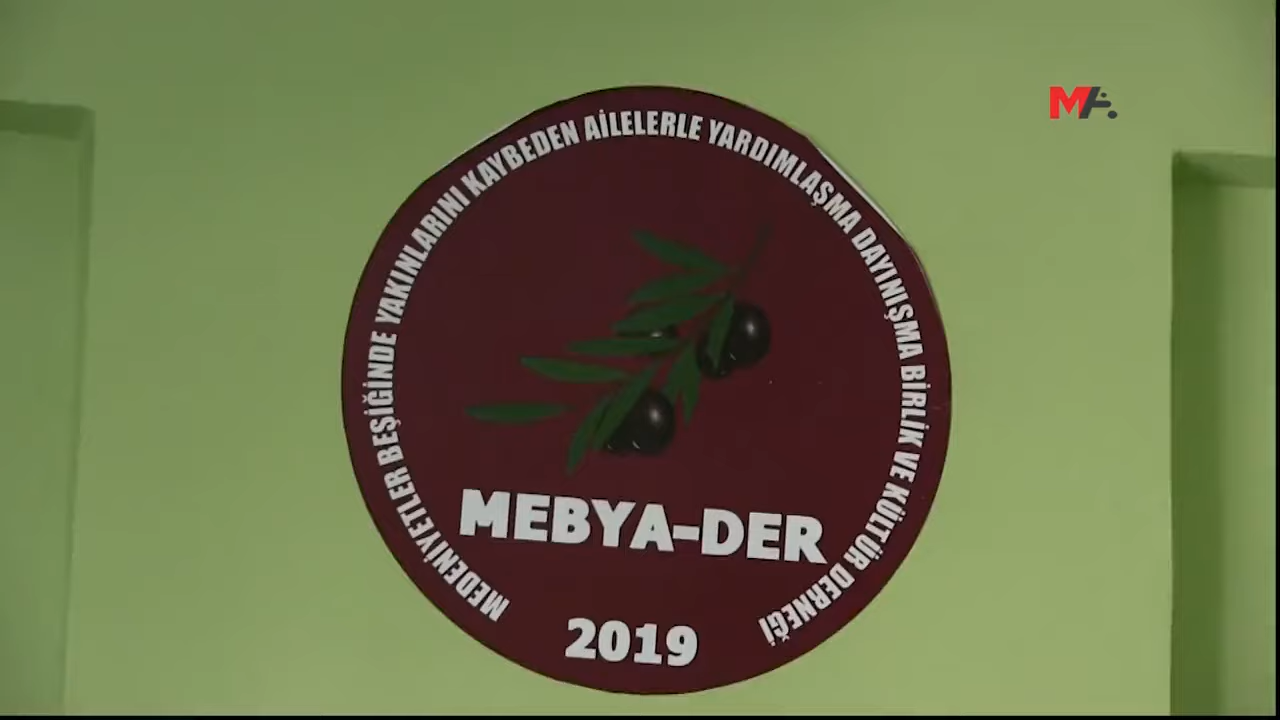 MA
MEDENİYETLER BEŞİĞİNDE YAKINLARINI KAYBEDEN AİLELERLE YARDIMLAŞMA DAYINIŞMA BİRLİK VE KÜLTÜR DERNEĞİ
MEBYA-DER
2019